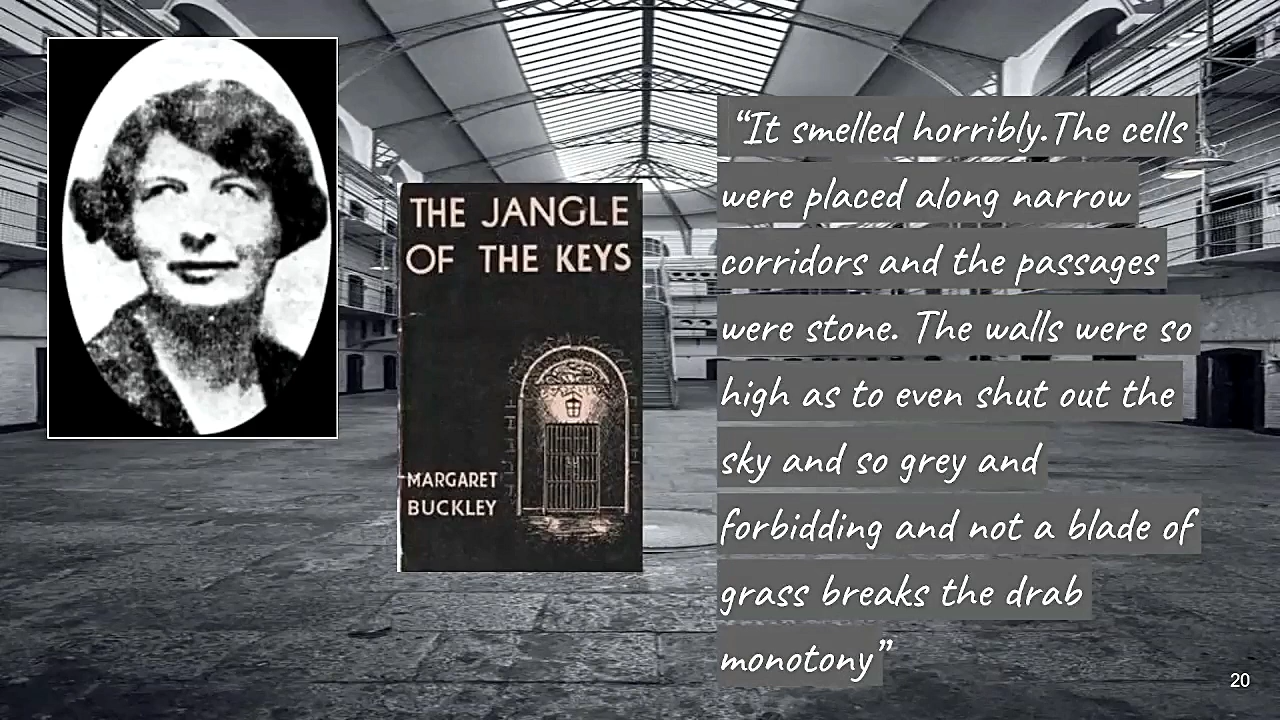 THE JANGLE
OF THE KEYS
MARGARET
BUCKLEY
“It smelled horribly.The cells
were placed along narrow
corridors and the passages
were stone. The walls were so
high as to even shut out the
sky and so grey and
forbidding and not a blade of
grass breaks the drab
monotony”
20